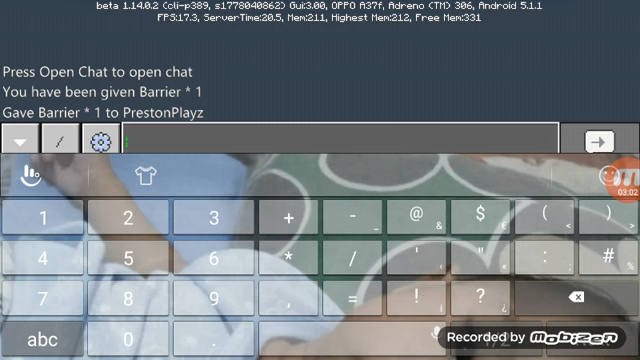 beta 1.14.0.2 (cli-p389, s1778040862) Gui:3.00, OPPO A37f, Adreno (TM) 306, Android 5.1.1
FPS:17.3, ServerTime:20.5, Mem:211, Highest Mem:212, Free Mem:331
Press Open Chat to open chat
You have been given Barrier * 1
Gave Barrier * 1 to PrestonPlayz
/
03:02
1 2 3 + - _ @ & $ € ( < ) >
4 5 6 * / ' " : ; # %
7 8 9 , = ! ? ¿
abc 0 . 1/2
Recorded by mobizen